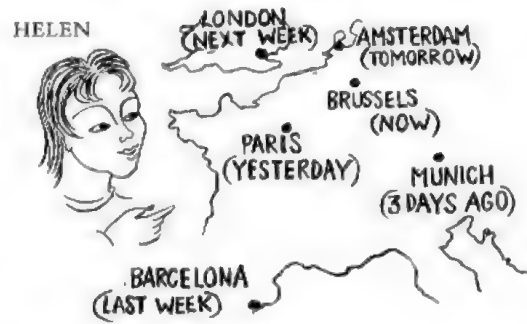 HELEN
LONDON
(NEXT WEEK)
AMSTERDAM
(TOMORROW)
BRUSSELS
(NOW)
PARIS
(YESTERDAY)
MUNICH
(3 DAYS AGO)
BARCELONA
(LAST WEEK)